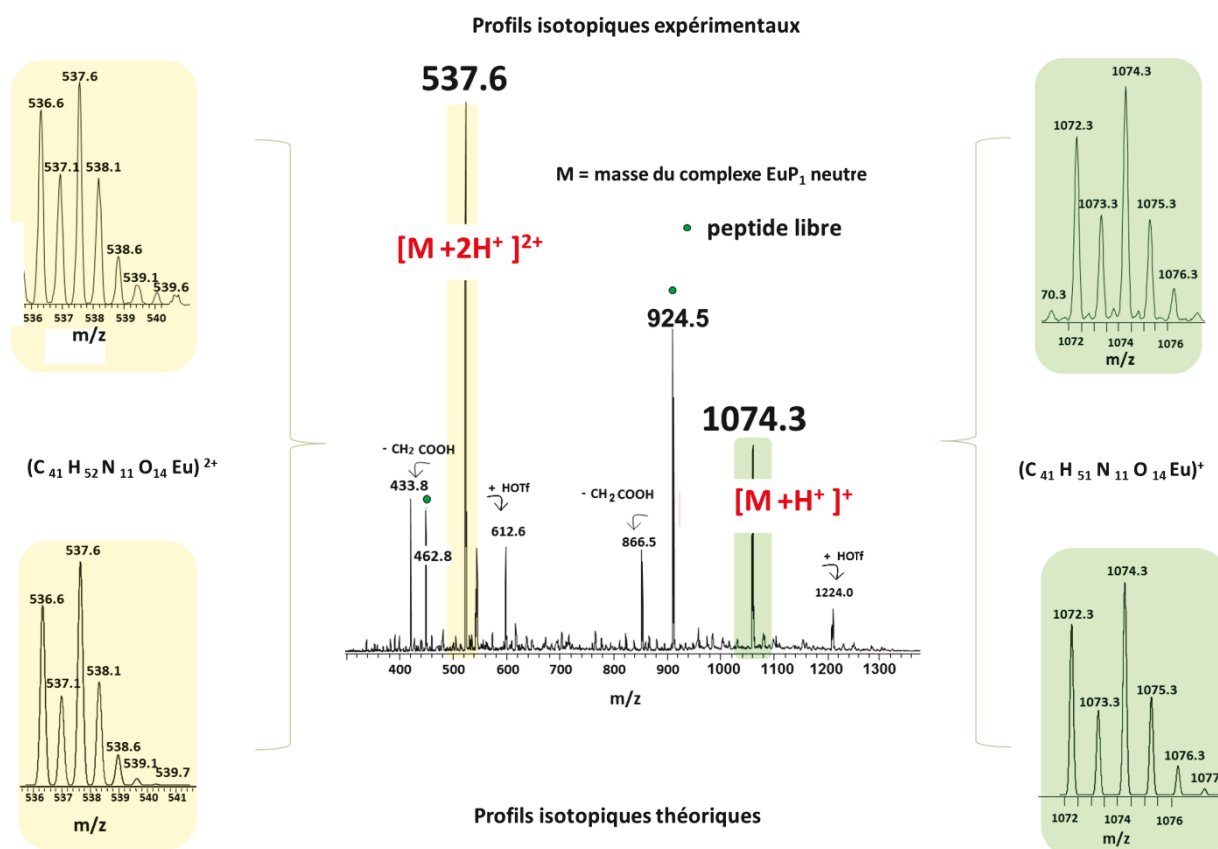 Profils isotopiques expérimentaux
537.6
536.6
537.1
538.1
538.6
539.1
539.6
536 537 538 539 540
m/z
537.6
M = masse du complexe EuP₁ neutre
peptide libre
[M +2H⁺ ]²⁺
924.5
1074.3
[M +H⁺ ]⁺
- CH₂ COOH
433.8
462.8
+ HOTf
612.6
- CH₂COOH
866.5
+ HOTf
1224.0
400 500 600 700 800 900 1000 1100 1200 1300
m/z
1074.3
1072.3
1073.3
1075.3
1076.3
70.3
1072 1074 1076
m/z
(C ₄₁ H ₅₂ N ₁₁ O₁₄ Eu) ²⁺
(C ₄₁ H ₅₁ N ₁₁ O ₁₄ Eu)⁺
537.6
536.6
537.1
538.1
538.6
539.1
539.7
536 537 538 539 540 541
m/z
1074.3
1072.3
1073.3
1075.3
1076.3
1077
1072 1074 1076
m/z
Profils isotopiques théoriques